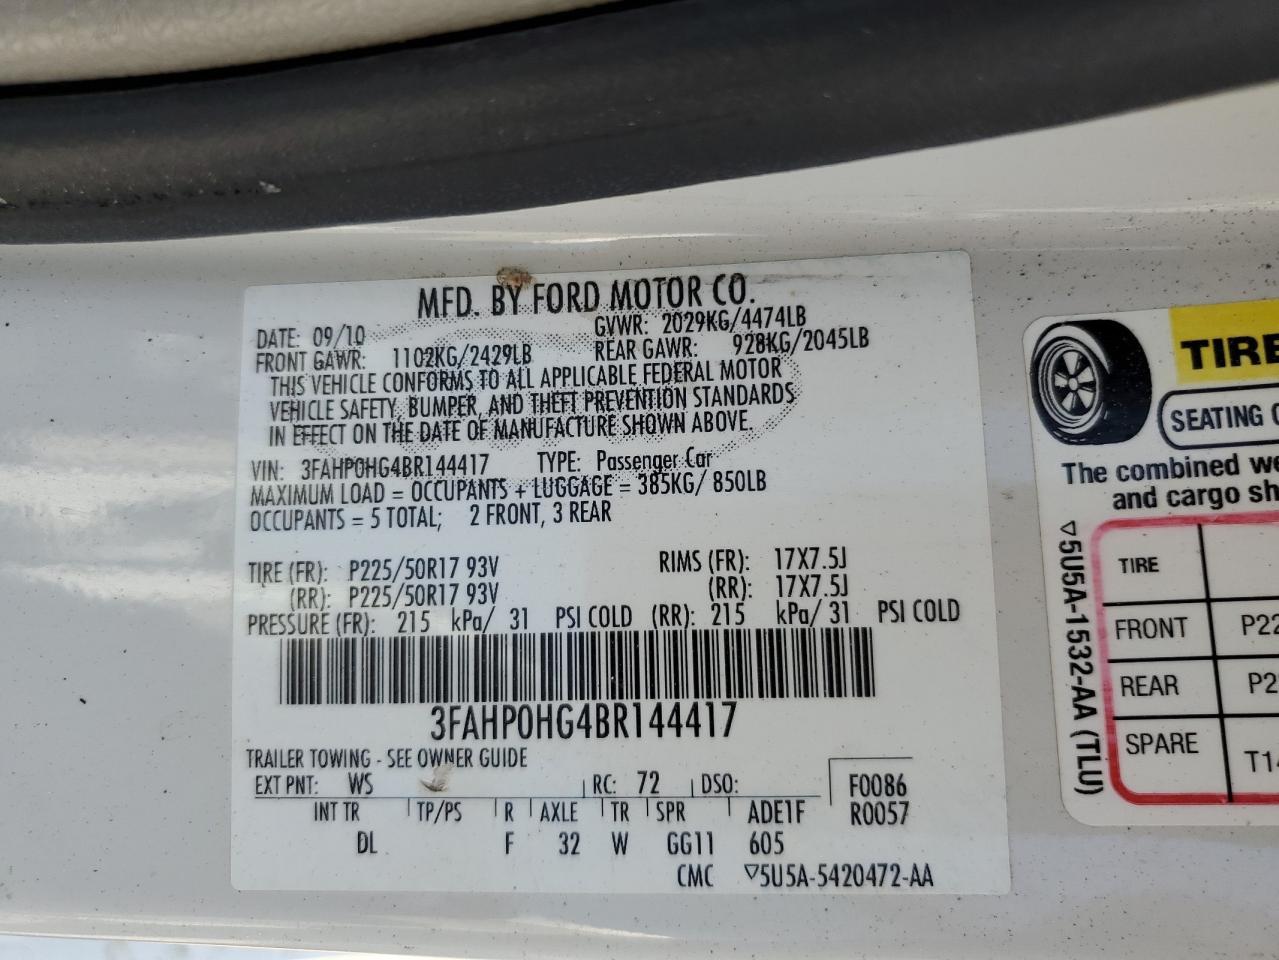 MFD. BY FORD MOTOR CO.
DATE: 09/10 GVWR: 2029KG/4474LB
FRONT GAWR: 1102KG/2429LB REAR GAWR: 928KG/2045LB
THIS VEHICLE CONFORMS TO ALL APPLICABLE FEDERAL MOTOR
VEHICLE SAFETY, BUMPER, AND THEFT PREVENTION STANDARDS
IN EFFECT ON THE DATE OF MANUFACTURE SHOWN ABOVE.
VIN: 3FAHP0HG4BR144417 TYPE: Passenger Car
MAXIMUM LOAD = OCCUPANTS + LUGGAGE = 385KG/ 850LB
OCCUPANTS = 5 TOTAL; 2 FRONT, 3 REAR
TIRE (FR): P225/50R17 93V RIMS (FR): 17X7.5J
(RR): P225/50R17 93V (RR): 17X7.5J
PRESSURE (FR): 215 kPa/ 31 PSI COLD (RR): 215 kPa/ 31 PSI COLD
3FAHP0HG4BR144417
TRAILER TOWING - SEE OWNER GUIDE
EXT PNT: WS RC: 72 DSO: F0086
INT TR TP/PS R AXLE TR SPR ADE1F R0057
DL F 32 W GG11 605
CMC ▽5U5A-5420472-AA
TIRE
SEATING
The combined
and cargo
▽5U5A-1532-AA (TLU)
TIRE
FRONT P22
REAR
SPARE T14